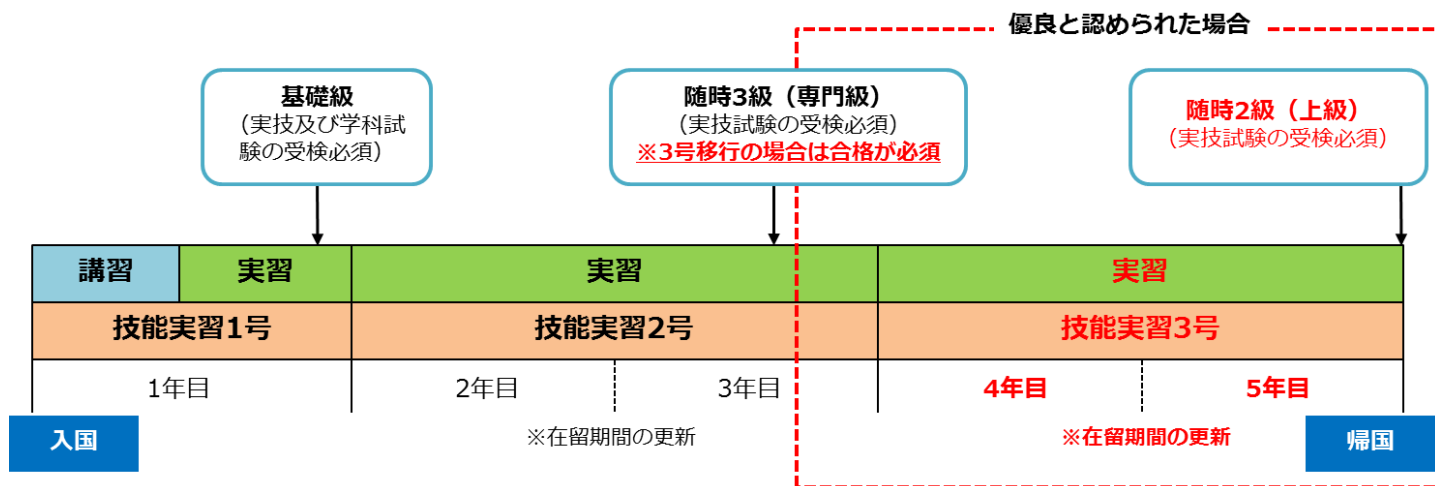 優良と認められた場合
基礎級
(実技及び学科試
験の受検必須)
随時3級(専門級)
(実技試験の受検必須)
※3号移行の場合は合格が必須
随時2級(上級)
(実技試験の受検必須)
講習
実習
実習
実習
技能実習1号
技能実習2号
技能実習3号
1年目
2年目
3年目
4年目
5年目
入国
※在留期間の更新
※在留期間の更新
帰国